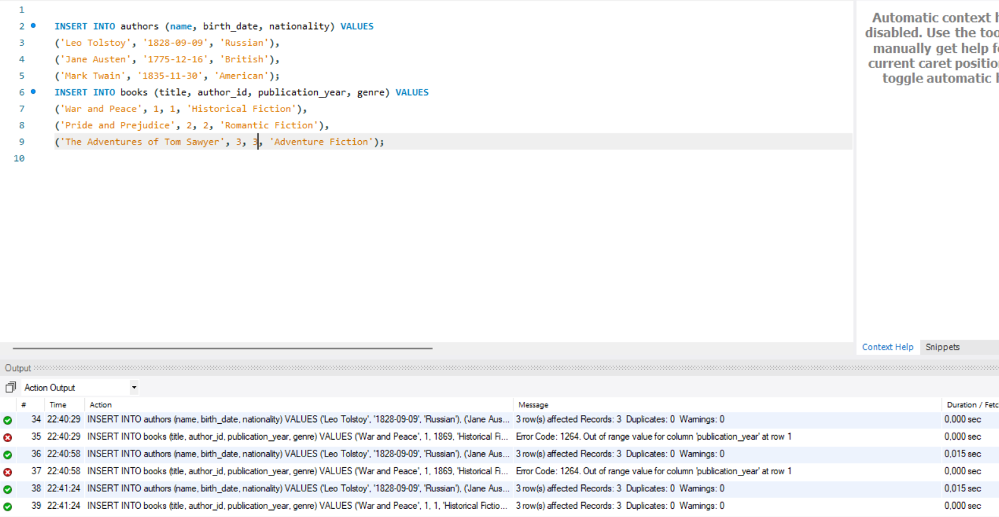 1
2 INSERT INTO authors (name, birth_date, nationality) VALUES
3 ('Leo Tolstoy', '1828-09-09', 'Russian'),
4 ('Jane Austen', '1775-12-16', 'British'),
5 ('Mark Twain', '1835-11-30', 'American');
6 INSERT INTO books (title, author_id, publication_year, genre) VALUES
7 ('War and Peace', 1, 1, 'Historical Fiction'),
8 ('Pride and Prejudice', 2, 2, 'Romantic Fiction'),
9 ('The Adventures of Tom Sawyer', 3, 3, 'Adventure Fiction');
10
Automatic context
disabled. Use the
manually get help
current caret
toggle automatic
Context Help Snippets
Output
Action Output
# Time Action Message Duration /
34 22:40:29 INSERT INTO authors (name, birth_date, nationality) VALUES ('Leo Tolstoy', '1828-09-09', 'Russian'), ('Jane Aus... 3 row(s) affected Records: 3 Duplicates: 0 Warnings: 0 0,000 sec
35 22:40:29 INSERT INTO books (title, author_id, publication_year, genre) VALUES ('War and Peace', 1, 1869, 'Historical Fi... Error Code: 1264. Out of range value for column 'publication_year' at row 1 0,000 sec
36 22:40:58 INSERT INTO authors (name, birth_date, nationality) VALUES ('Leo Tolstoy', '1828-09-09', 'Russian'), ('Jane Aus... 3 row(s) affected Records: 3 Duplicates: 0 Warnings: 0 0,015 sec
37 22:40:58 INSERT INTO books (title, author_id, publication_year, genre) VALUES ('War and Peace', 1, 1869, 'Historical Fi... Error Code: 1264. Out of range value for column 'publication_year' at row 1 0,000 sec
38 22:41:24 INSERT INTO authors (name, birth_date, nationality) VALUES ('Leo Tolstoy', '1828-09-09', 'Russian'), ('Jane Aus... 3 row(s) affected Records: 3 Duplicates: 0 Warnings: 0 0,015 sec
39 22:41:24 INSERT INTO books (title, author_id, publication_year, genre) VALUES ('War and Peace', 1, 1, 'Historical Fictio... 3 row(s) affected Records: 3 Duplicates: 0 Warnings: 0 0,000 sec